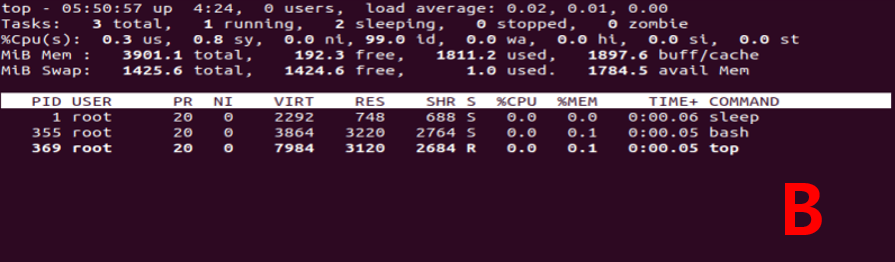 top - 05:50:57 up  4:24,  0 users,  load average: 0.02, 0.01, 0.00
Tasks:   3 total,   1 running,   2 sleeping,   0 stopped,   0 zombie
%Cpu(s):  0.3 us,  0.8 sy,  0.0 ni, 99.0 id,  0.0 wa,  0.0 hi,  0.0 si,  0.0 st
MiB Mem :   3901.1 total,    192.3 free,   1811.2 used,   1897.6 buff/cache
MiB Swap:   1425.6 total,   1424.6 free,      1.0 used.   1784.5 avail Mem
PID USER      PR  NI    VIRT    RES    SHR S  %CPU  %MEM     TIME+ COMMAND
1 root      20   0    2292    748    688 S   0.0   0.0   0:00.06 sleep
355 root      20   0    3864   3220   2764 S   0.0   0.1   0:00.05 bash
369 root      20   0    7984   3120   2684 R   0.0   0.1   0:00.05 top
B